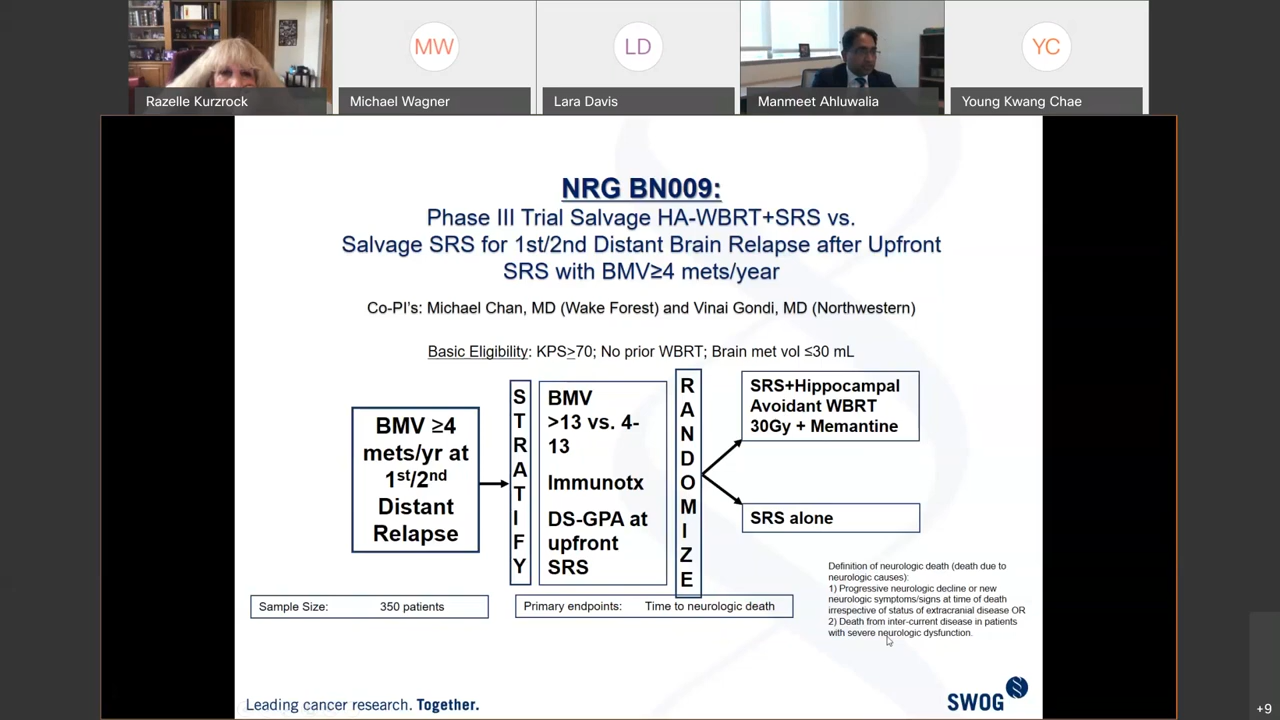 MW
LD
YC
Razelle Kurzrock
Michael Wagner
Lara Davis
Manmeet Ahluwalia
Young Kwang Chae
NRG BN009:
Phase III Trial Salvage HA-WBRT+SRS vs.
Salvage SRS for 1st/2nd Distant Brain Relapse after Upfront
SRS with BMV≥4 mets/year
Co-PI's: Michael Chan, MD (Wake Forest) and Vinai Gondi, MD (Northwestern)
Basic Eligibility: KPS>70; No prior WBRT; Brain met vol ≤30 mL
BMV ≥4
mets/yr at
1st/2nd
Distant
Relapse
STRATIFY
BMV
>13 vs. 4-
13
Immunotx
DS-GPA at
upfront
SRS
RANDOMIZE
SRS+Hippocampal
Avoidant WBRT
30Gy + Memantine
SRS alone
Sample Size: 350 patients
Primary endpoints: Time to neurologic death
Definition of neurologic death (death due to
neurologic causes):
1) Progressive neurologic decline or new
neurologic symptoms/signs at time of death
irrespective of status of extracranial disease OR
2) Death from inter-current disease in patients
with severe neurologic dysfunction.
Leading cancer research. Together.
SWOG
+9